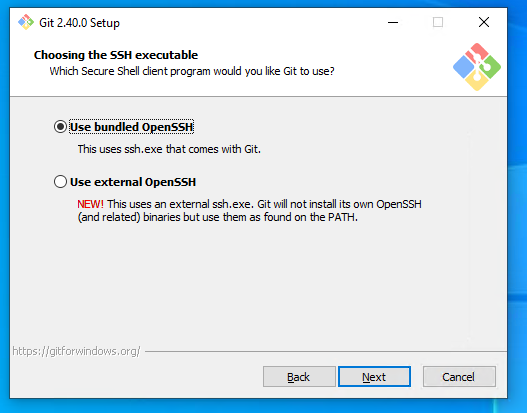 Git 2.40.0 Setup
Choosing the SSH executable
Which Secure Shell client program would you like Git to use?
Use bundled OpenSSH
This uses ssh.exe that comes with Git.
Use external OpenSSH
NEW! This uses an external ssh.exe. Git will not install its own OpenSSH
(and related) binaries but use them as found on the PATH.
https://gitforwindows.org/
Back
Next
Cancel